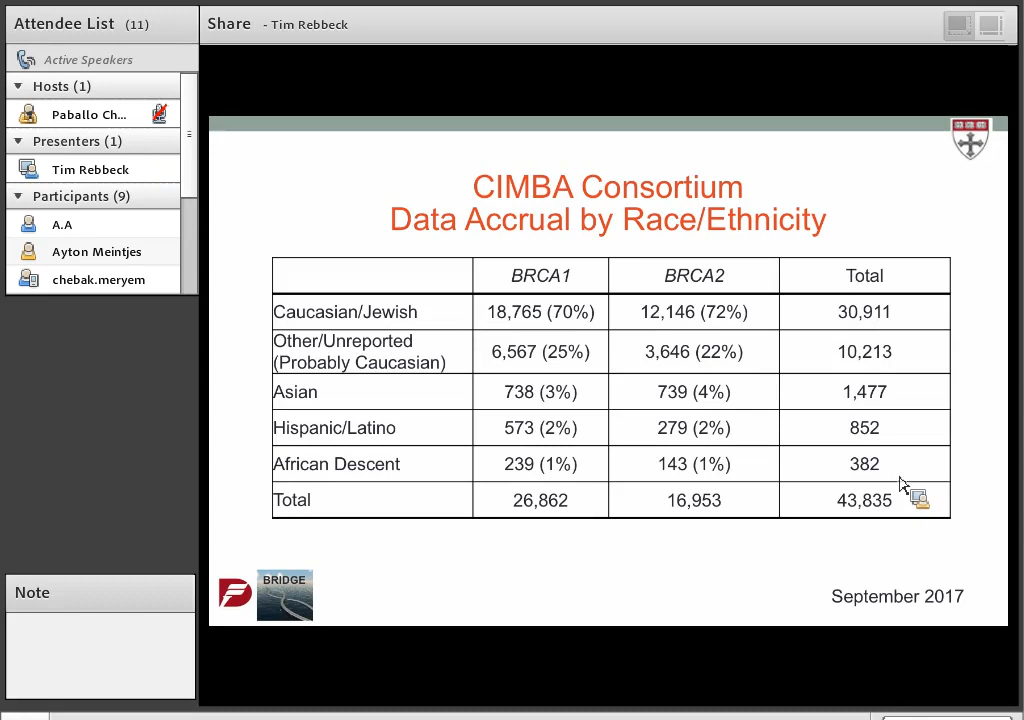 Attendee List (11)
Active Speakers
Hosts (1)
Paballo Ch...
Presenters (1)
Tim Rebbeck
Participants (9)
A.A
Ayton Meintjes
chebak.meryem
Note
Share - Tim Rebbeck
CIMBA Consortium
Data Accrual by Race/Ethnicity
BRCA1 BRCA2 Total
Caucasian/Jewish 18,765 (70%) 12,146 (72%) 30,911
Other/Unreported
(Probably Caucasian) 6,567 (25%) 3,646 (22%) 10,213
Asian 738 (3%) 739 (4%) 1,477
Hispanic/Latino 573 (2%) 279 (2%) 852
African Descent 239 (1%) 143 (1%) 382
Total 26,862 16,953 43,835
BRIDGE
September 2017